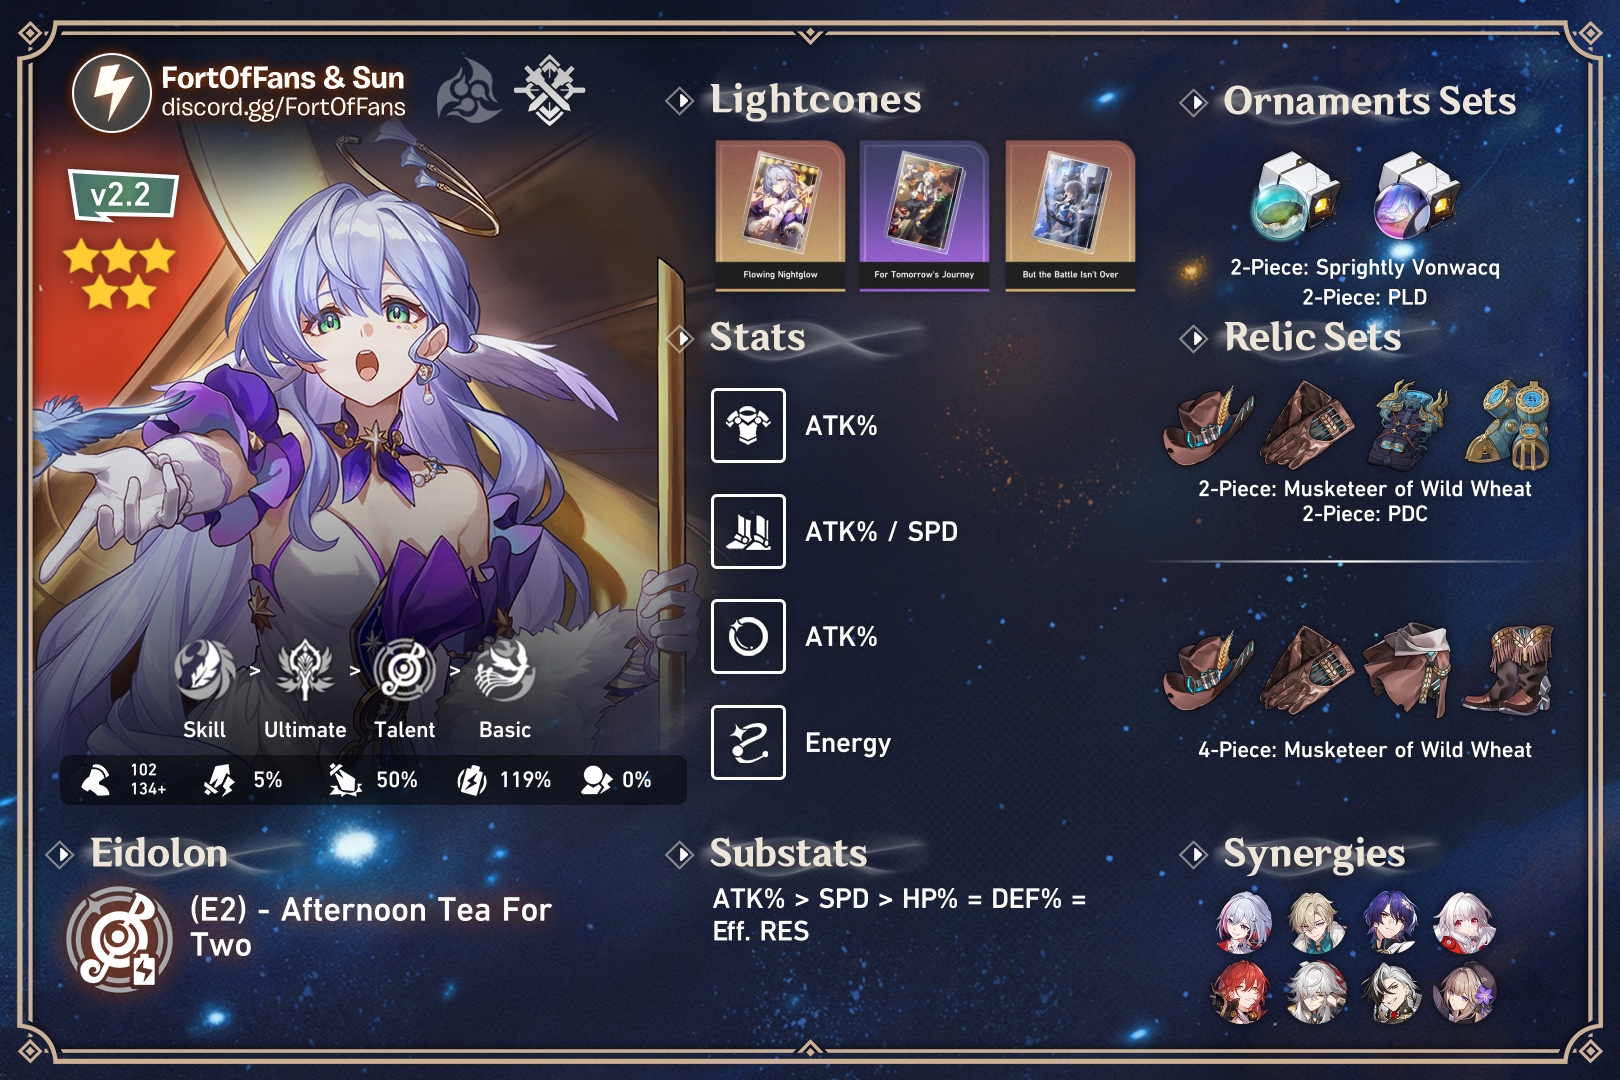 FortOfFans & Sun
discord.gg/FortOfFans
v2.2
Skill > Ultimate > Talent > Basic
102
134+
5%
50%
119%
0%
Eidolon
(E2) - Afternoon Tea For
Two
Lightcones
Flowing Nightglow
For Tomorrow's Journey
But the Battle Isn't Over
Stats
ATK%
ATK% / SPD
ATK%
Energy
Substats
ATK% > SPD > HP% = DEF% =
Eff. RES
Ornaments Sets
2-Piece: Sprightly Vonwacq
2-Piece: PLD
Relic Sets
2-Piece: Musketeer of Wild Wheat
2-Piece: PDC
4-Piece: Musketeer of Wild Wheat
Synergies